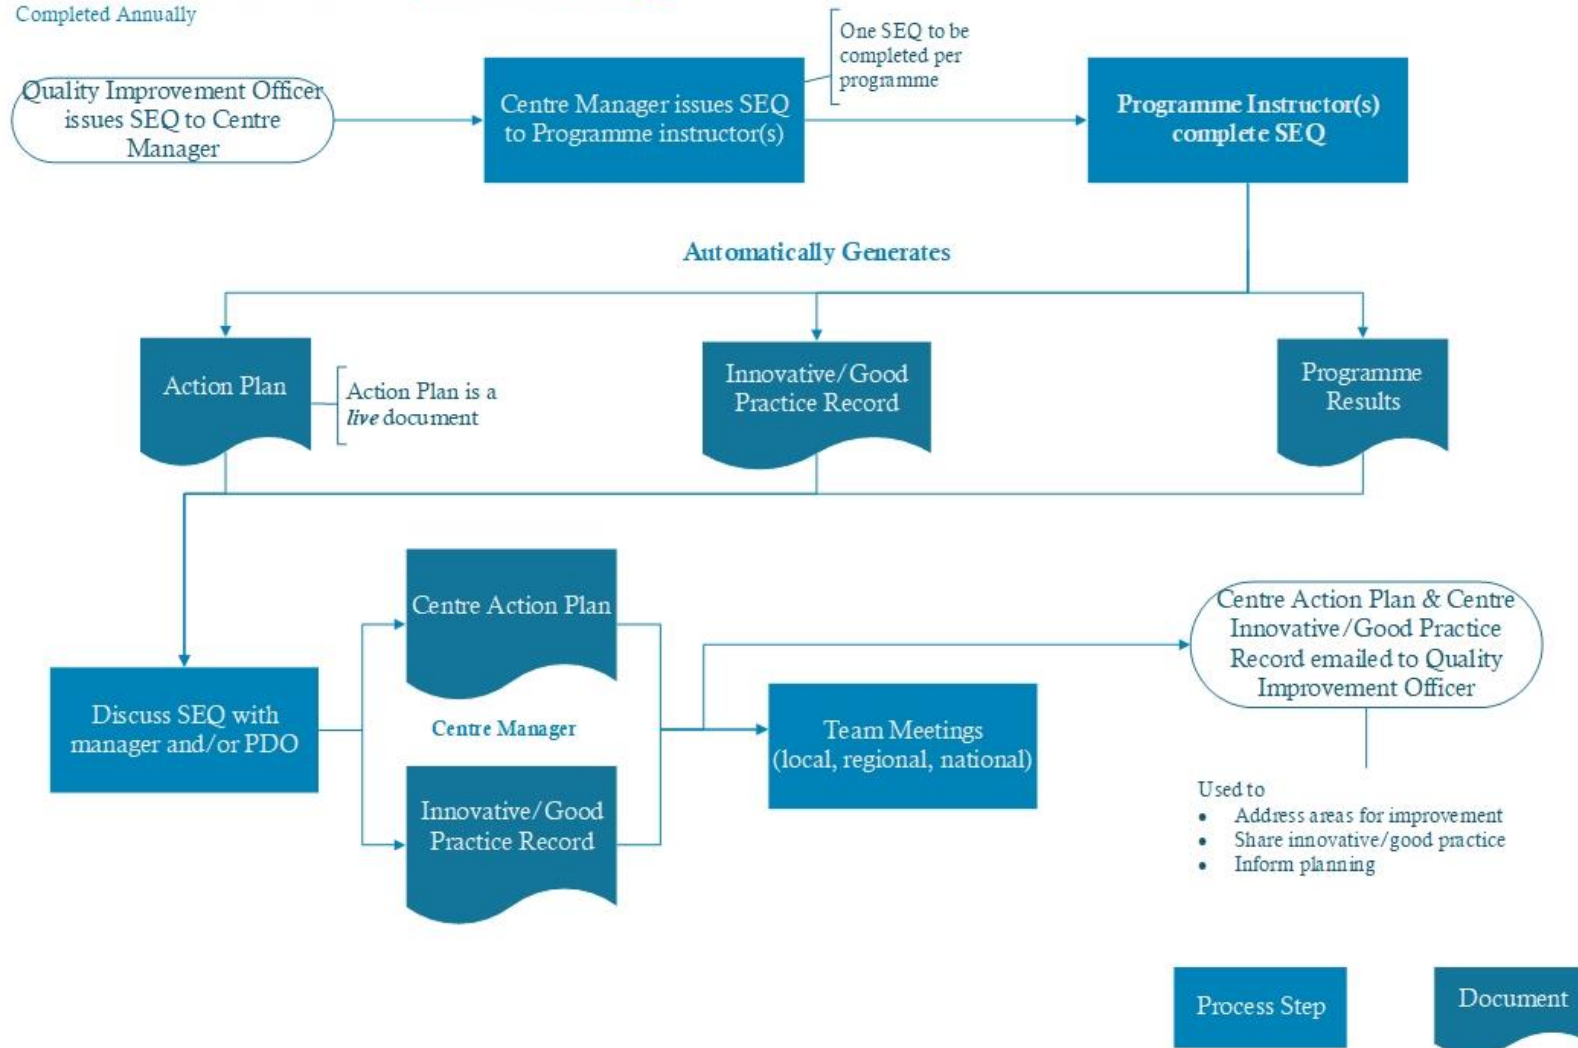 Completed Annually
Quality Improvement Officer
issues SEQ to Centre
Manager
Centre Manager issues SEQ
to Programme instructor(s)
One SEQ to be
completed per
programme
Programme Instructor(s)
complete SEQ
Automatically Generates
Action Plan
Action Plan is a
live document
Innovative/Good
Practice Record
Programme
Results
Discuss SEQ with
manager and/or PDO
Centre Action Plan
Centre Manager
Innovative/Good
Practice Record
Team Meetings
(local, regional, national)
Centre Action Plan & Centre
Innovative/Good Practice
Record emailed to Quality
Improvement Officer
Used to
• Address areas for improvement
• Share innovative/good practice
• Inform planning
Process Step
Document